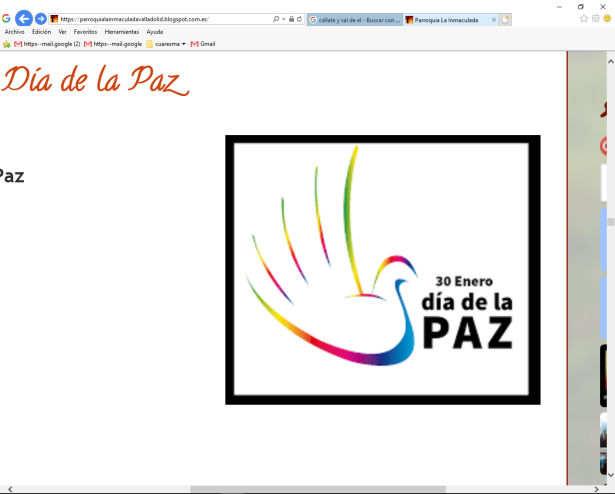 https://parroquialainmaculadavalladolid.blogspot.com.es/
cállate y sal de el - Buscar con ...
Parroquia La Inmaculada
Archivo Edición Ver Favoritos Herramientas Ayuda
https--mail.google (2) https--mail.google cuaresma Gmail
Día de la Paz
Paz
30 Enero
día de la
PAZ